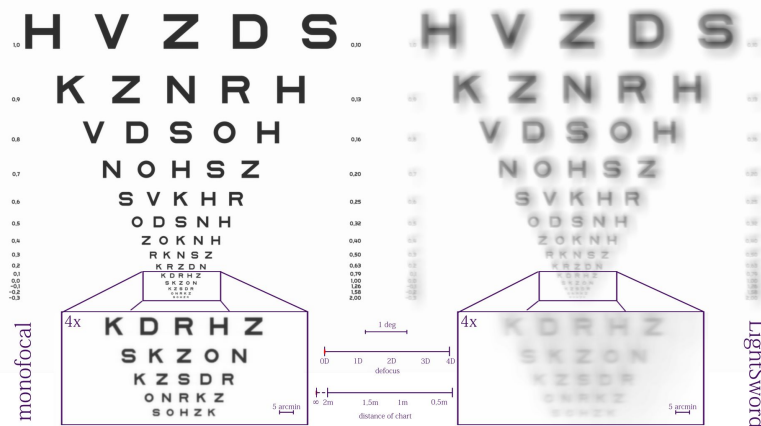 1,0 H V Z D S 0,10
H V Z D S
0,9 K Z N R H 0,13
K Z N R H
0,8 V D S O H 0,16
V D S O H
0,7 N O H S Z 0,20
N O H S Z
0,6 S V K H R 0,25
S V K H R
0,5 O D S N H 0,32
O D S N H
0,4 Z O K N H 0,40
Z O K N H
0,3 R K N S Z 0,50
R K N S Z
0,2 K R Z D N 0,63
K R Z D N
0,1 K D R H Z 0,79
0,0 S K Z O N 1,00
-0,1 K Z S D R 1,26
-0,2 1,58
-0,3 2,00
monofocal
4x
K D R H Z
S K Z O N
K Z S D R
O N R K Z
S O H Z K
5 arcmin
1 deg
0D 1D 2D 3D 4D
defocus
∞ 2m 1,5m 1m 0,5m
distance of chart
4x
K D R H Z
S K Z O N
K Z S D R
O N R K Z
S O H Z K
5 arcmin
LightSword